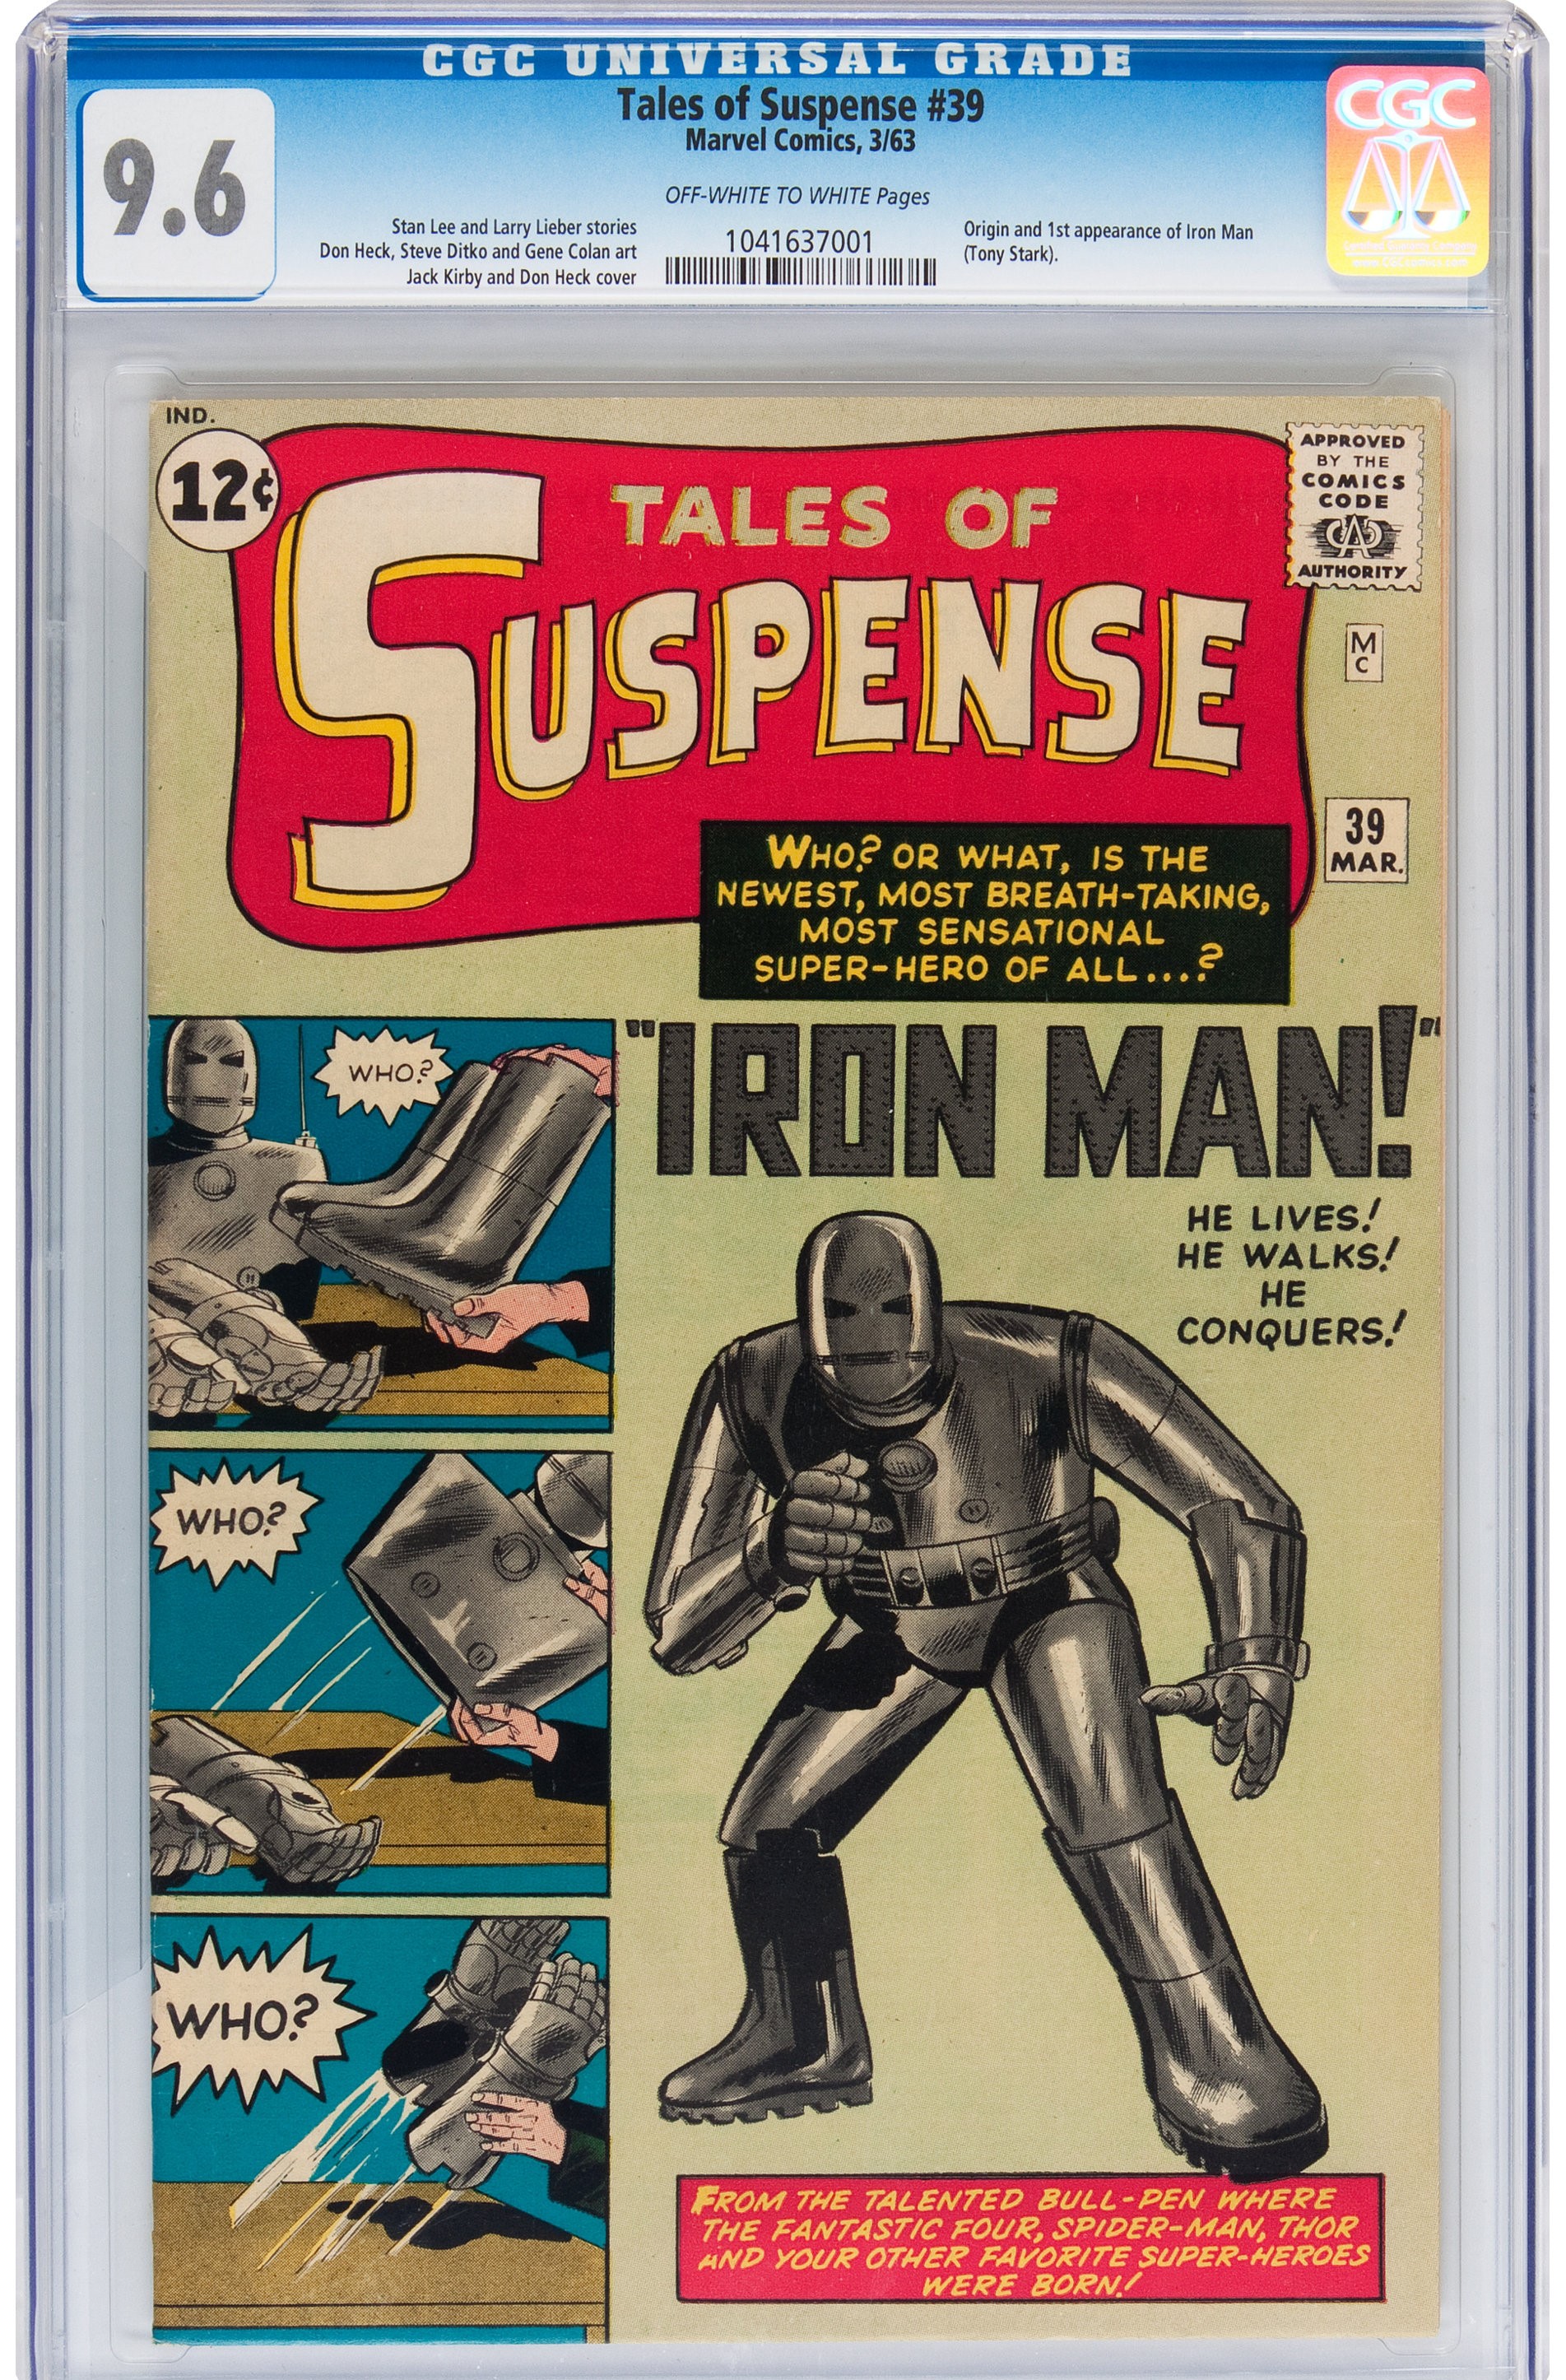 CGC UNIVERSAL GRADE
9.6
Tales of Suspense #39
Marvel Comics, 3/63
OFF-WHITE TO WHITE Pages
Stan Lee and Larry Lieber stories
Don Heck, Steve Ditko and Gene Colan art
Jack Kirby and Don Heck cover
1041637001
Origin and 1st appearance of Iron Man
(Tony Stark).
CGC
www.CGCcomics.com
IND.
12¢
TALES OF
SUSPENSE
APPROVED
BY THE
COMICS
CODE
CA
AUTHORITY
M
C
39
MAR.
WHO? OR WHAT, IS THE
NEWEST, MOST BREATH-TAKING,
MOST SENSATIONAL
SUPER-HERO OF ALL...?
"IRON MAN!"
WHO?
HE LIVES!
HE WALKS!
HE
CONQUERS!
WHO?
WHO?
FROM THE TALENTED BULL-PEN WHERE
THE FANTASTIC FOUR, SPIDER-MAN, THOR
AND YOUR OTHER FAVORITE SUPER-HEROES
WERE BORN!